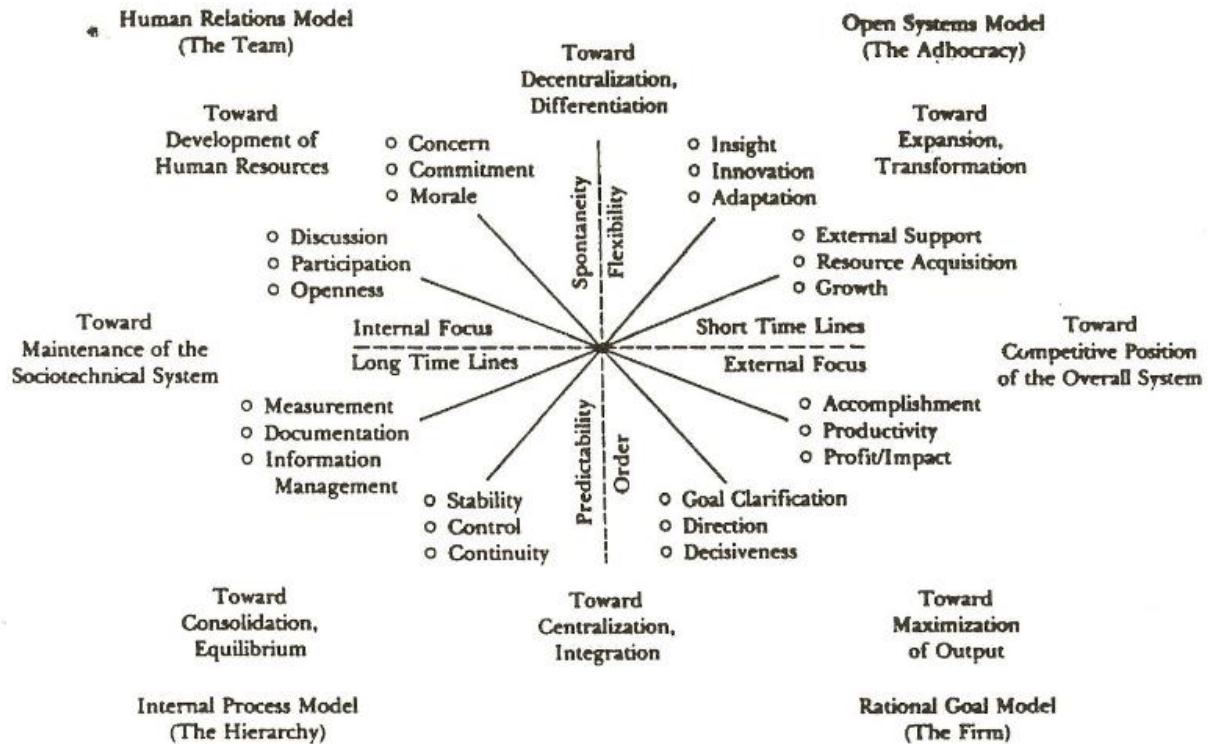 Human Relations Model
(The Team)
Open Systems Model
(The Adhocracy)
Toward
Decentralization,
Differentiation
Toward
Development of
Human Resources
Toward
Expansion,
Transformation
o Concern
o Commitment
o Morale
o Insight
o Innovation
o Adaptation
o Discussion
o Participation
o Openness
o External Support
o Resource Acquisition
o Growth
Spontaneity
Flexibility
Toward
Maintenance of the
Sociotechnical System
Internal Focus
Long Time Lines
Short Time Lines
External Focus
Toward
Competitive Position
of the Overall System
o Measurement
o Documentation
o Information
Management
o Accomplishment
o Productivity
o Profit/Impact
Predictability
Order
o Stability
o Control
o Continuity
o Goal Clarification
o Direction
o Decisiveness
Toward
Consolidation,
Equilibrium
Toward
Centralization,
Integration
Toward
Maximization
of Output
Internal Process Model
(The Hierarchy)
Rational Goal Model
(The Firm)